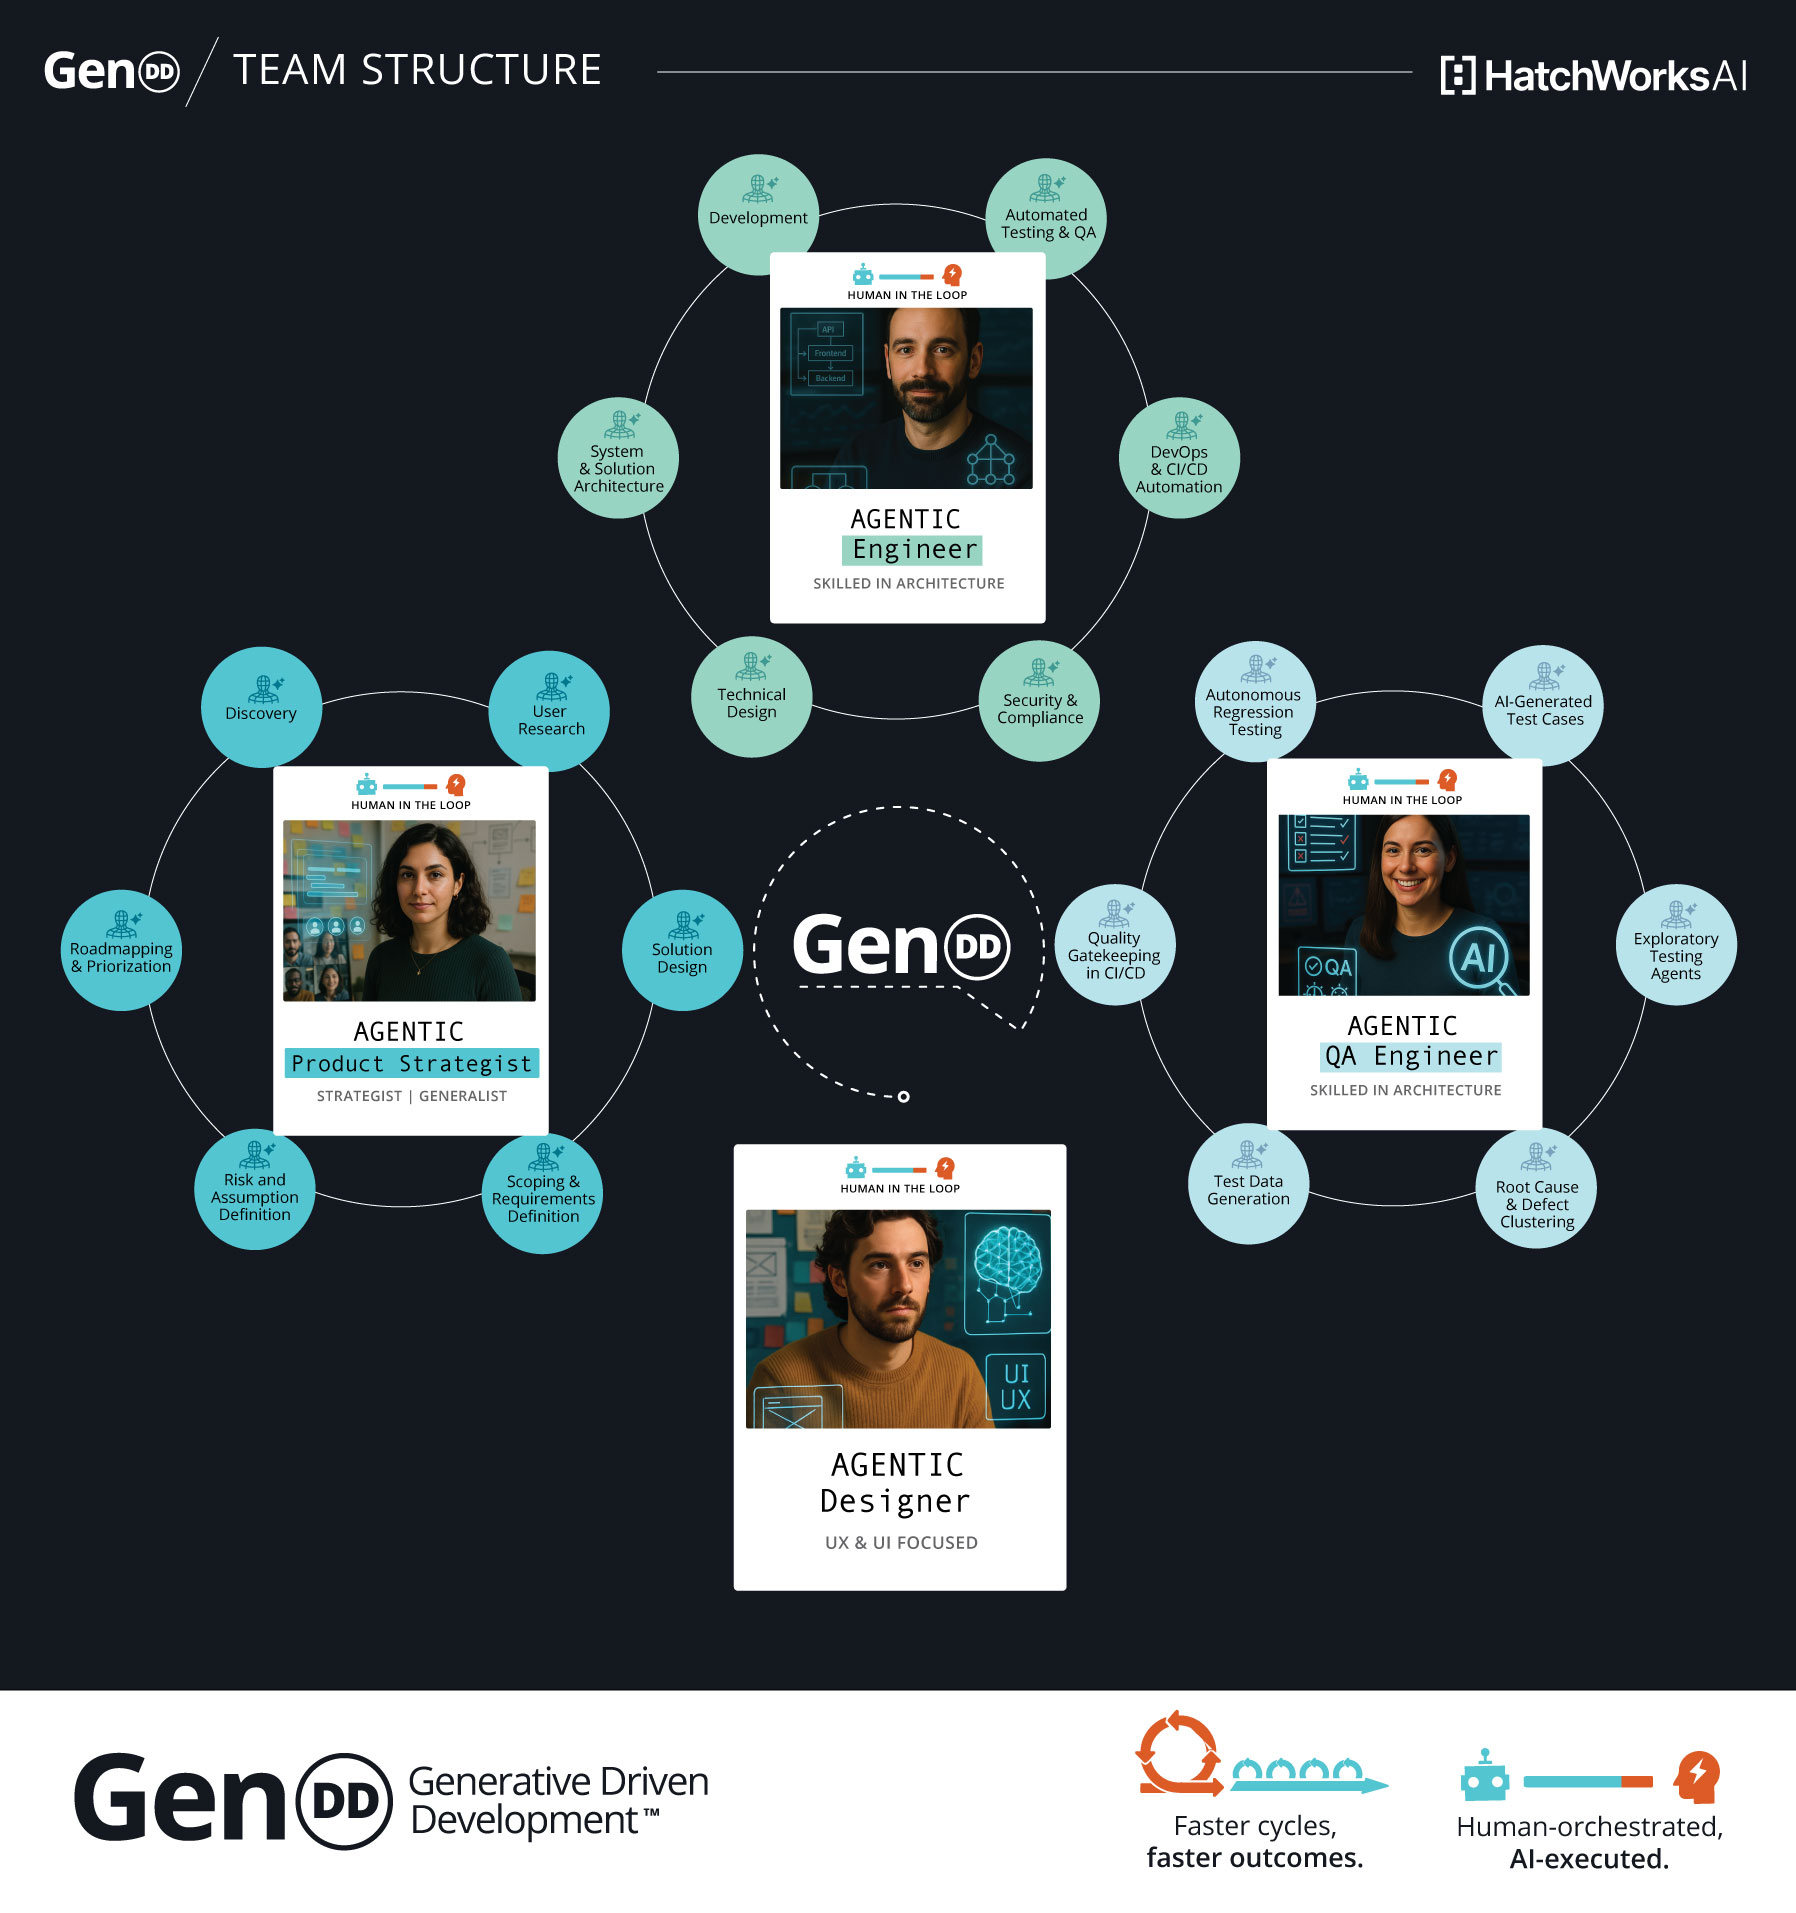 GenDD / TEAM STRUCTURE
HatchWorksAI
Development
Automated
Testing & QA
HUMAN IN THE LOOP
API
Frontend
Backend
System
& Solution
Architecture
DevOps
& CI/CD
Automation
AGENTIC
Engineer
SKILLED IN ARCHITECTURE
Technical
Design
Security &
Compliance
Discovery
User
Research
HUMAN IN THE LOOP
Roadmapping
& Priorization
Solution
Design
AGENTIC
Product Strategist
STRATEGIST | GENERALIST
Risk and
Assumption
Definition
Scoping &
Requirements
Definition
GenDD
Autonomous
Regression
Testing
AI-Generated
Test Cases
HUMAN IN THE LOOP
Quality
Gatekeeping
in CI/CD
Exploratory
Testing
Agents
QA
AI
AGENTIC
QA Engineer
SKILLED IN ARCHITECTURE
Test Data
Generation
Root Cause
& Defect
Clustering
HUMAN IN THE LOOP
UI
UX
AGENTIC
Designer
UX & UI FOCUSED
GenDD
Generative Driven
Development™
Faster cycles,
faster outcomes.
Human-orchestrated,
AI-executed.